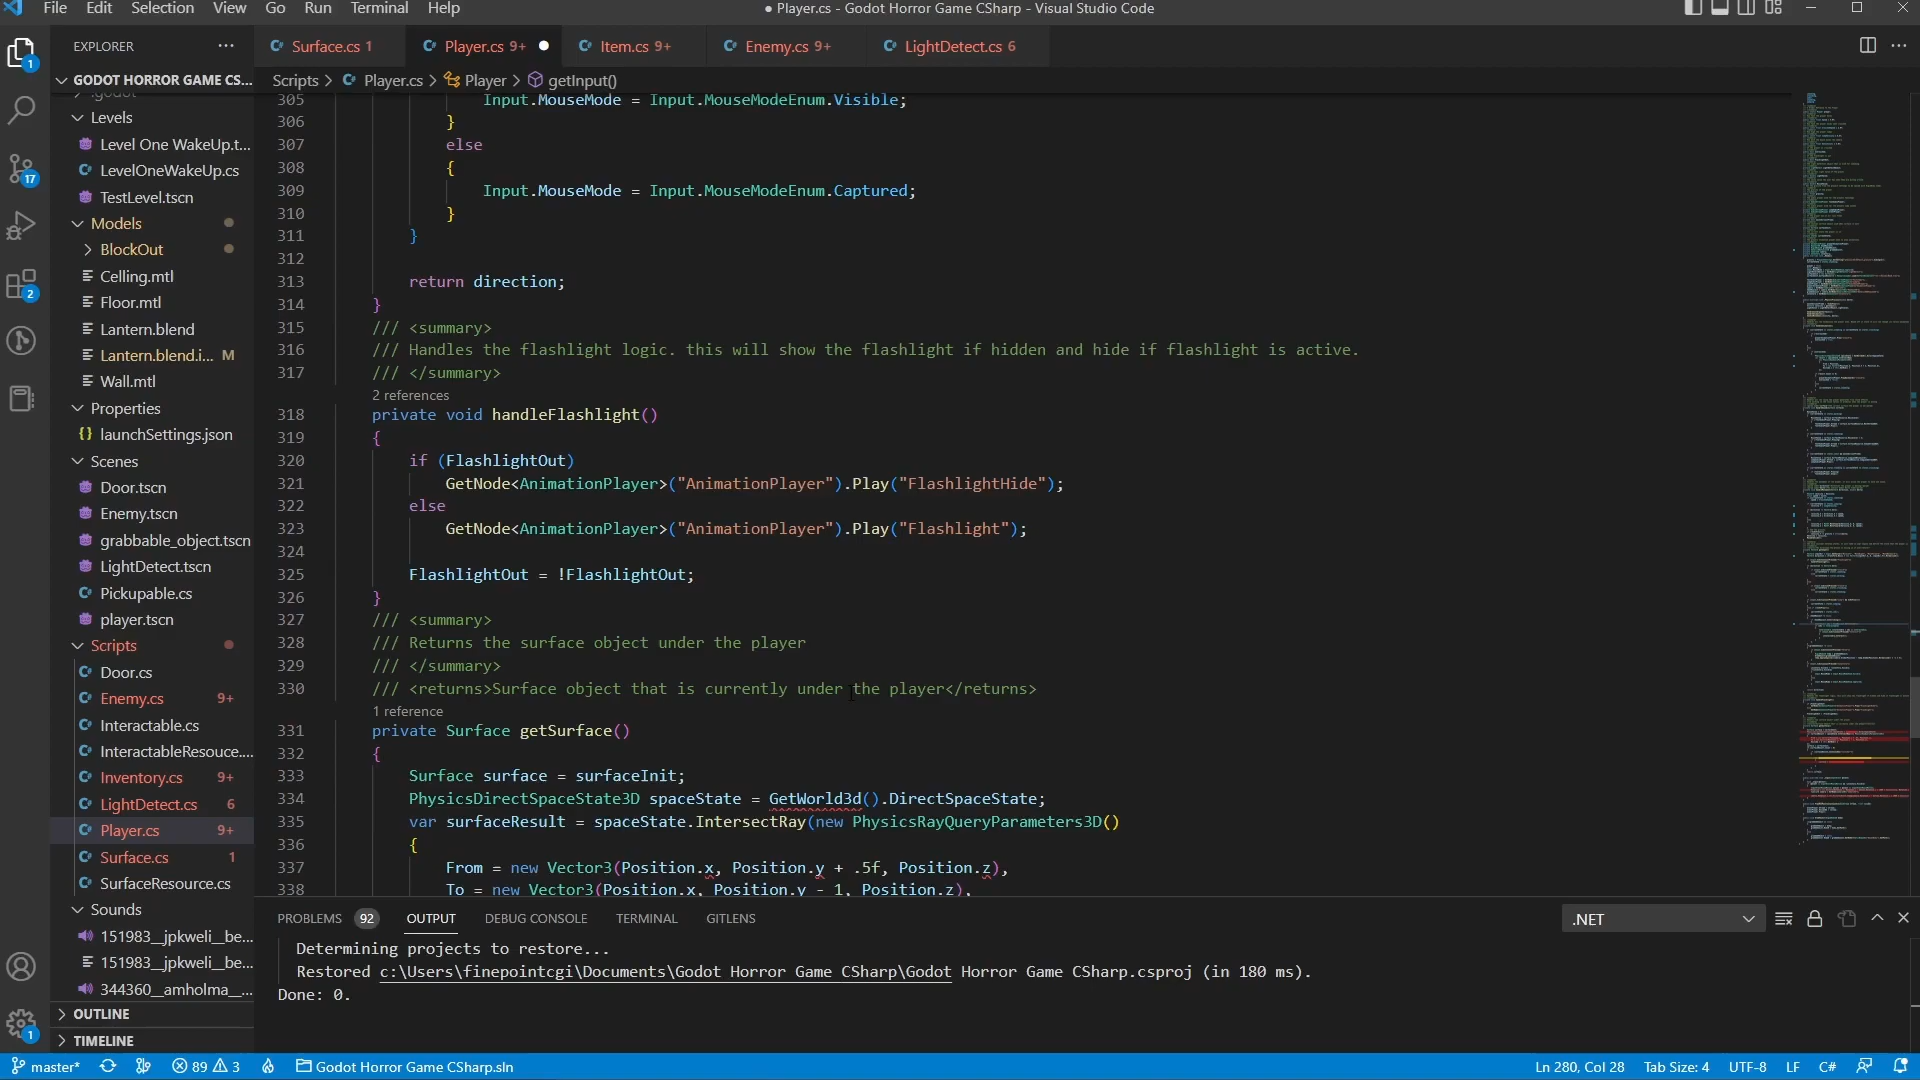 File Edit Selection View Go Run Terminal Help
● Player.cs - Godot Horror Game CSharp - Visual Studio Code
EXPLORER ...
Surface.cs 1
Player.cs 9+
Item.cs 9+
Enemy.cs 9+
LightDetect.cs 6
GODOT HORROR GAME CS...
.godot
Levels
Level One WakeUp.t...
LevelOneWakeUp.cs
TestLevel.tscn
Models
BlockOut
Celling.mtl
Floor.mtl
Lantern.blend
Lantern.blend.i... M
Wall.mtl
Properties
launchSettings.json
Scenes
Door.tscn
Enemy.tscn
grabbable_object.tscn
LightDetect.tscn
Pickupable.cs
player.tscn
Scripts
Door.cs
Enemy.cs 9+
Interactable.cs
InteractableResouce....
Inventory.cs 9+
LightDetect.cs 6
Player.cs 9+
Surface.cs 1
SurfaceResource.cs
Sounds
151983__jpkweli__be...
151983__jpkweli__be...
344360__amholma__...
OUTLINE
TIMELINE
1
17
2
1
Scripts > Player.cs > Player > getInput()
305 Input.MouseMode = Input.MouseModeEnum.Visible;
306 }
307 else
308 {
309 Input.MouseMode = Input.MouseModeEnum.Captured;
310 }
311 }
312
313 return direction;
314 }
315 /// <summary>
316 /// Handles the flashlight logic. this will show the flashlight if hidden and hide if flashlight is active.
317 /// </summary>
2 references
318 private void handleFlashlight()
319 {
320 if (FlashlightOut)
321 GetNode<AnimationPlayer>("AnimationPlayer").Play("FlashlightHide");
322 else
323 GetNode<AnimationPlayer>("AnimationPlayer").Play("Flashlight");
324
325 FlashlightOut = !FlashlightOut;
326 }
327 /// <summary>
328 /// Returns the surface object under the player
329 /// </summary>
330 /// <returns>Surface object that is currently under the player</returns>
1 reference
331 private Surface getSurface()
332 {
333 Surface surface = surfaceInit;
334 PhysicsDirectSpaceState3D spaceState = GetWorld3d().DirectSpaceState;
335 var surfaceResult = spaceState.IntersectRay(new PhysicsRayQueryParameters3D()
336 {
337 From = new Vector3(Position.x, Position.y + .5f, Position.z),
338 To = new Vector3(Position.x, Position.y - 1, Position.z),
PROBLEMS 92 OUTPUT DEBUG CONSOLE TERMINAL GITLENS
.NET
Determining projects to restore...
Restored c:\Users\finepointcgi\Documents\Godot Horror Game CSharp\Godot Horror Game CSharp.csproj (in 180 ms).
Done: 0.
master* 89 3 Godot Horror Game CSharp.sln
Ln 280, Col 28 Tab Size: 4 UTF-8 LF C#